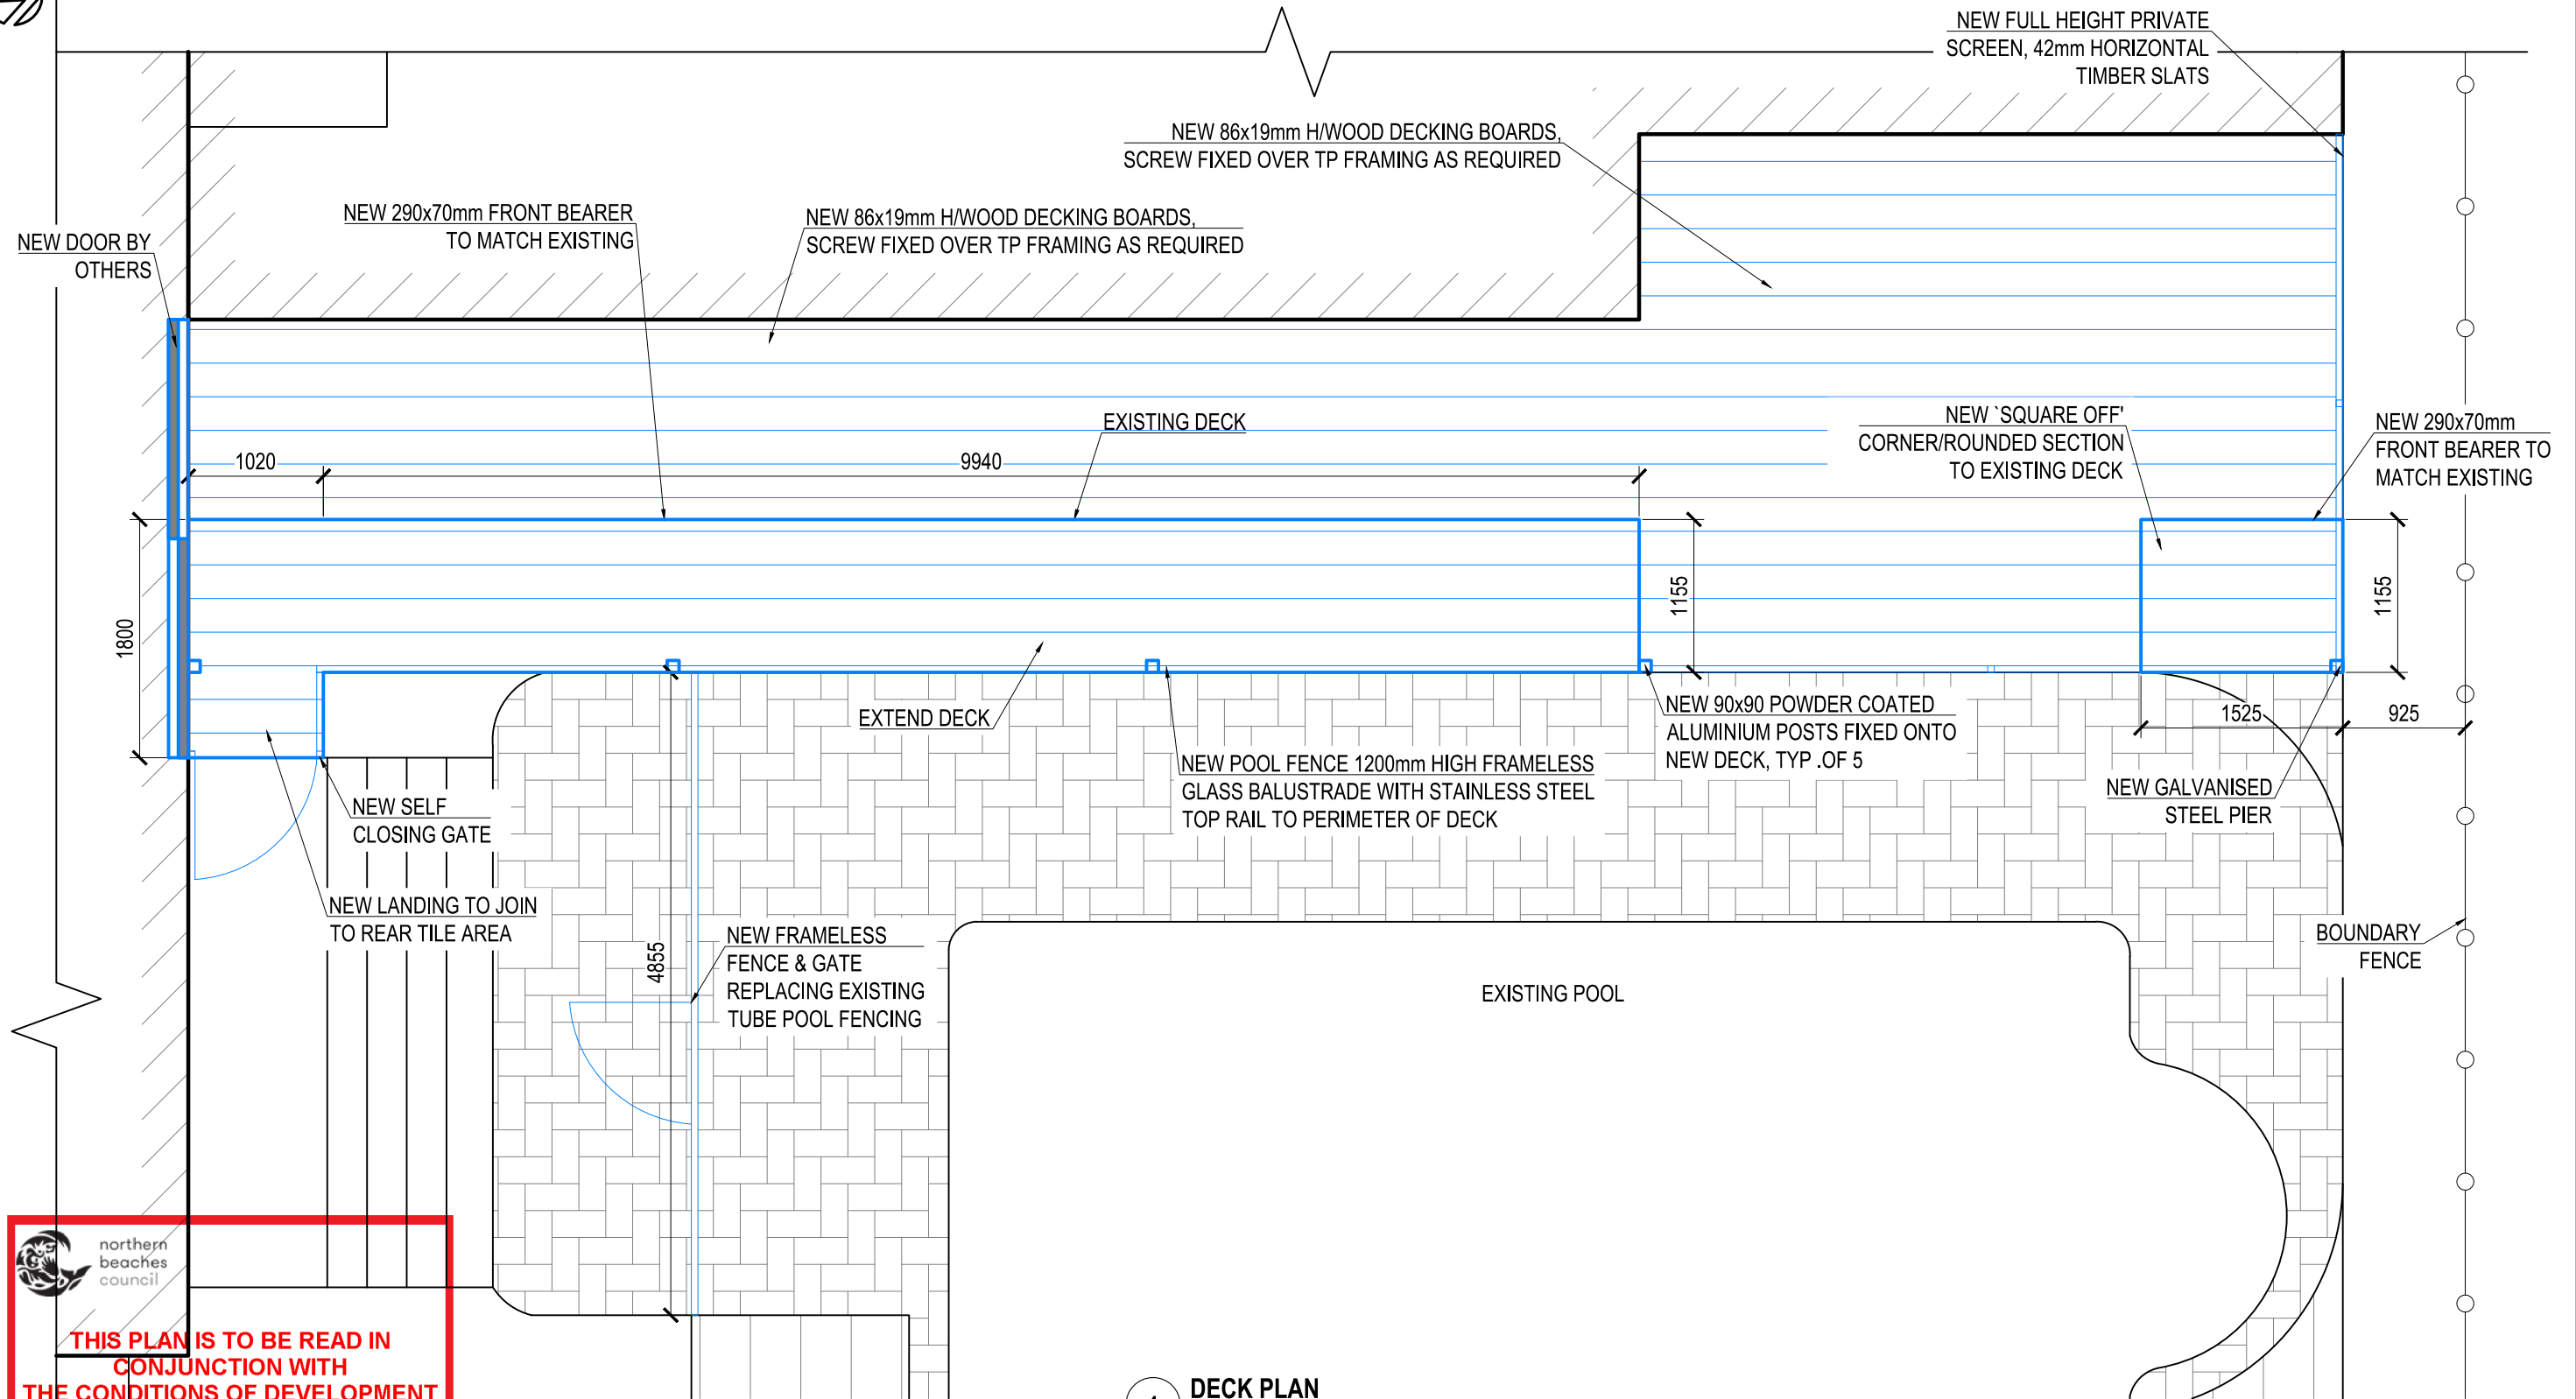 NEW FULL HEIGHT PRIVATE
SCREEN, 42mm HORIZONTAL
TIMBER SLATS
NEW 86x19mm H/WOOD DECKING BOARDS,
SCREW FIXED OVER TP FRAMING AS REQUIRED
NEW 290x70mm FRONT BEARER
TO MATCH EXISTING
NEW 86x19mm H/WOOD DECKING BOARDS,
SCREW FIXED OVER TP FRAMING AS REQUIRED
NEW DOOR BY
OTHERS
EXISTING DECK
NEW `SQUARE OFF'
CORNER/ROUNDED SECTION
TO EXISTING DECK
NEW 290x70mm
FRONT BEARER TO
MATCH EXISTING
1020
9940
1800
1155
1155
EXTEND DECK
NEW 90x90 POWDER COATED
ALUMINIUM POSTS FIXED ONTO
NEW DECK, TYP .OF 5
1525
925
NEW POOL FENCE 1200mm HIGH FRAMELESS
GLASS BALUSTRADE WITH STAINLESS STEEL
TOP RAIL TO PERIMETER OF DECK
NEW GALVANISED
STEEL PIER
NEW SELF
CLOSING GATE
NEW LANDING TO JOIN
TO REAR TILE AREA
4855
NEW FRAMELESS
FENCE & GATE
REPLACING EXISTING
TUBE POOL FENCING
EXISTING POOL
BOUNDARY
FENCE
northern
beaches
council
THIS PLAN IS TO BE READ IN
CONJUNCTION WITH
THE CONDITIONS OF DEVELOPMENT
DECK PLAN